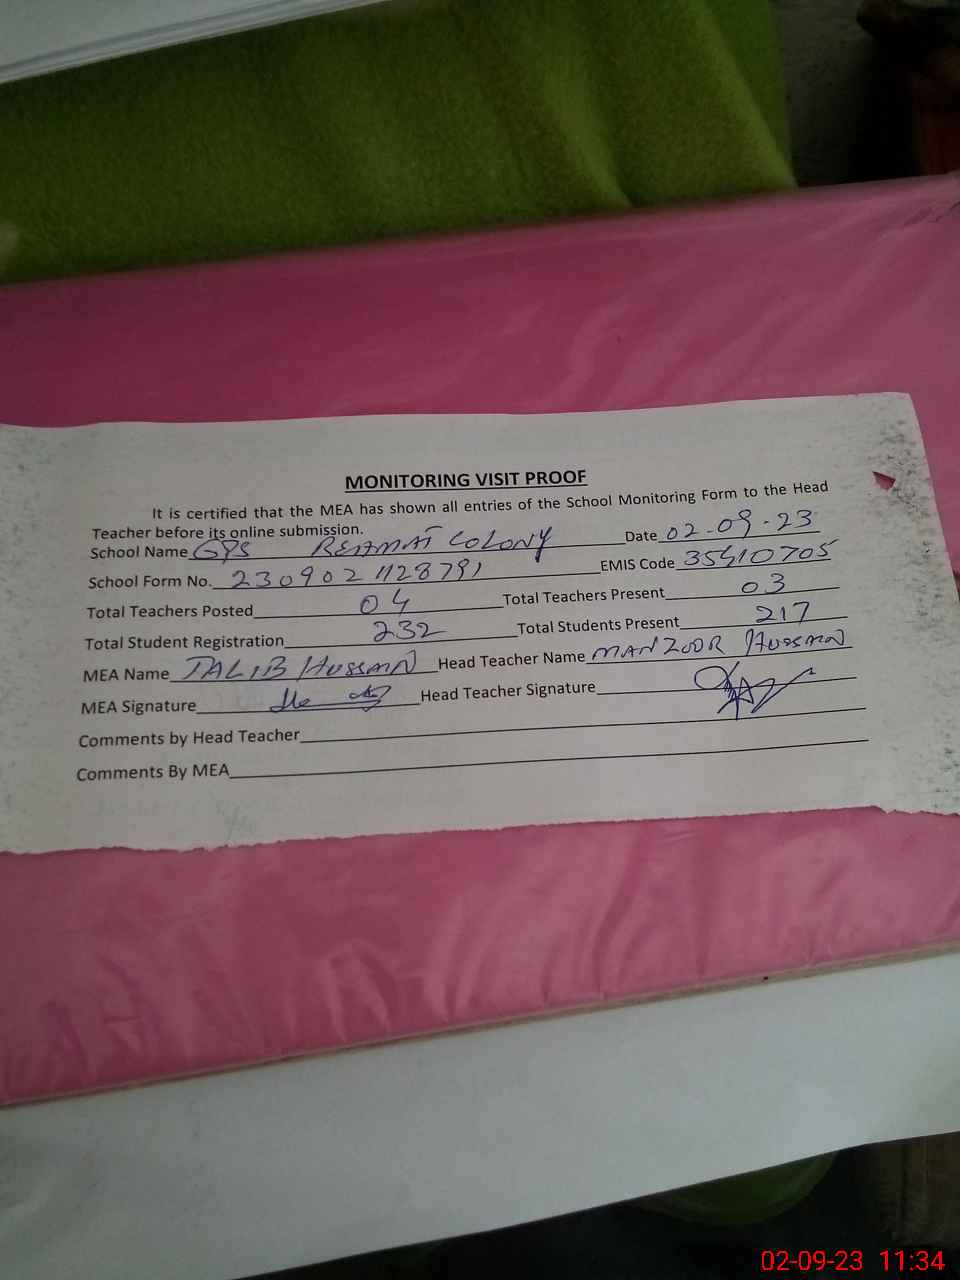 MONITORING VISIT PROOF
It is certified that the MEA has shown all entries of the School Monitoring Form to the Head
Teacher before its online submission.
School Name GPS REHMAT COLONY Date 02-09-23
School Form No. 230902 1128791 EMIS Code 35410705
Total Teachers Posted 04 Total Teachers Present 03
Total Student Registration 232 Total Students Present 217
MEA Name TALIB HUSSAIN Head Teacher Name MANZOOR HUSSAIN
MEA Signature Head Teacher Signature
Comments by Head Teacher
Comments By MEA
02-09-23 11:34